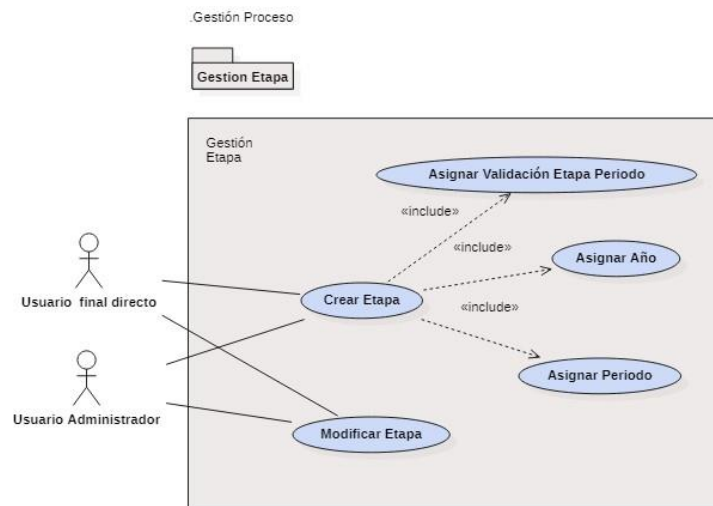 .Gestión Proceso
Gestion Etapa
Gestión
Etapa
Asignar Validación Etapa Periodo
«include»
«include»
Asignar Año
Usuario  final directo
Crear Etapa
«include»
Asignar Periodo
Usuario Administrador
Modificar Etapa